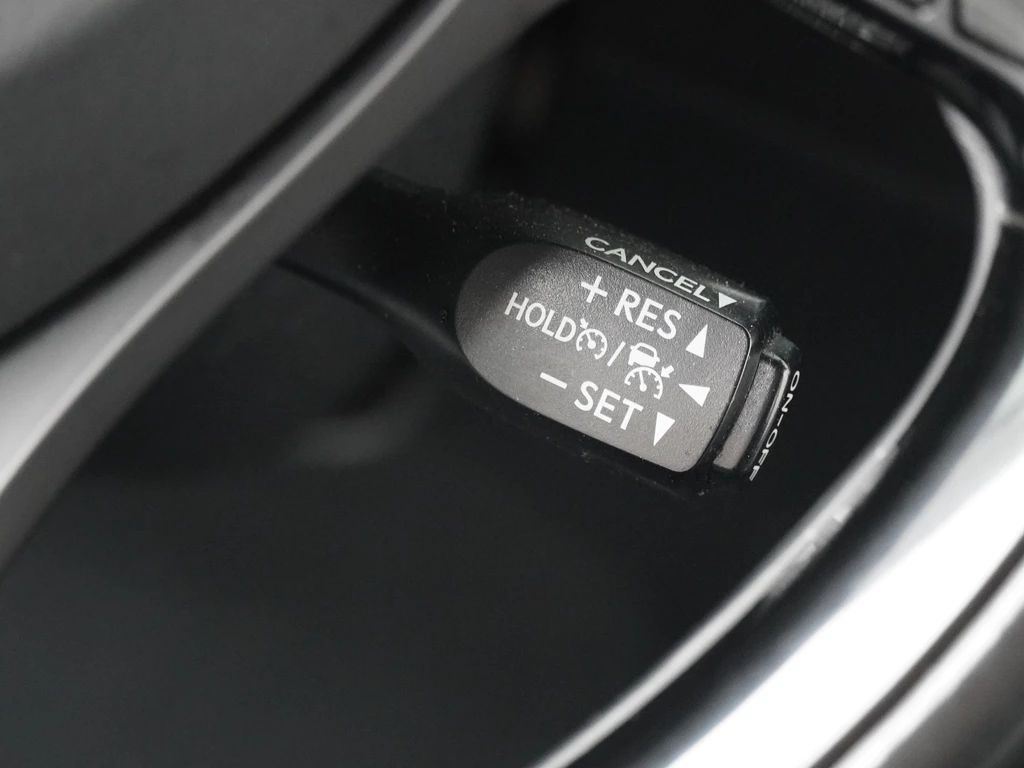 CANCEL▼
+ RES ▲
HOLD / ◀
− SET ▼
ON-OFF